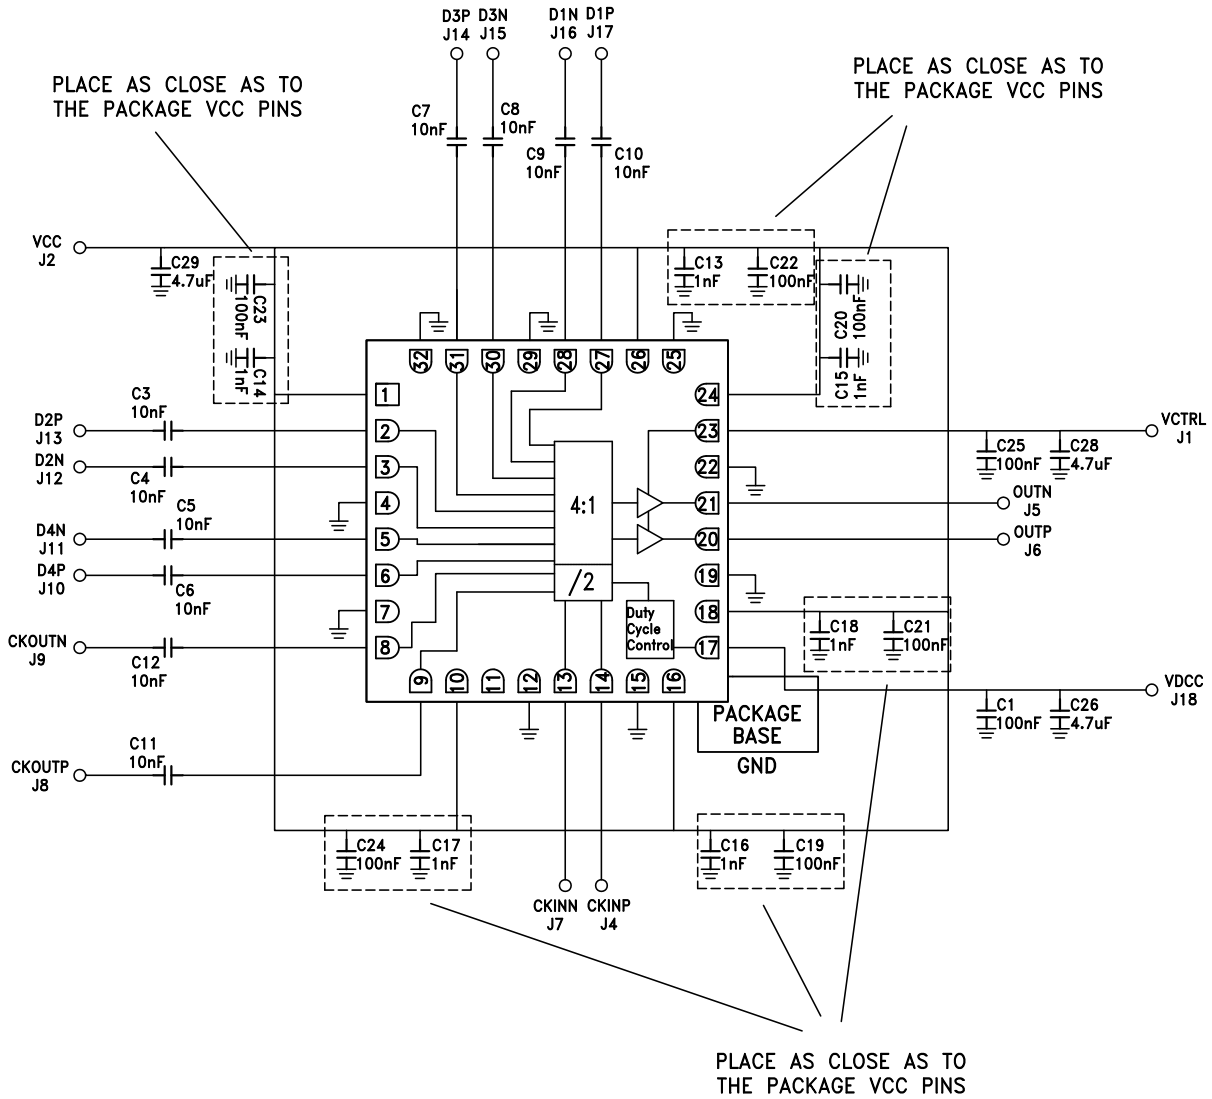 D3P D3N D1N D1P
J14 J15 J16 J17
PLACE AS CLOSE AS TO
THE PACKAGE VCC PINS
PLACE AS CLOSE AS TO
THE PACKAGE VCC PINS
C7
10nF
C8
10nF
C9
10nF
C10
10nF
VCC
J2
C29
4.7uF
C23
100nF
C14
1nF
C13
1nF
C22
100nF
C20
100nF
C15
1nF
32 31 30 29 28 27 26 25
1
2
3
4
5
6
7
8
24
23
22
21
20
19
18
17
9 10 11 12 13 14 15 16
4:1
/2
Duty
Cycle
Control
C3
10nF
D2P
J13
D2N
J12
C4
10nF
C5
10nF
D4N
J11
D4P
J10
C6
10nF
CKOUTN
J9
C12
10nF
C11
10nF
CKOUTP
J8
VCTRL
J1
C25
100nF
C28
4.7uF
OUTN
J5
OUTP
J6
C18
1nF
C21
100nF
VDCC
J18
C1
100nF
C26
4.7uF
PACKAGE
BASE
GND
C24
100nF
C17
1nF
C16
1nF
C19
100nF
CKINN CKINP
J7 J4
PLACE AS CLOSE AS TO
THE PACKAGE VCC PINS